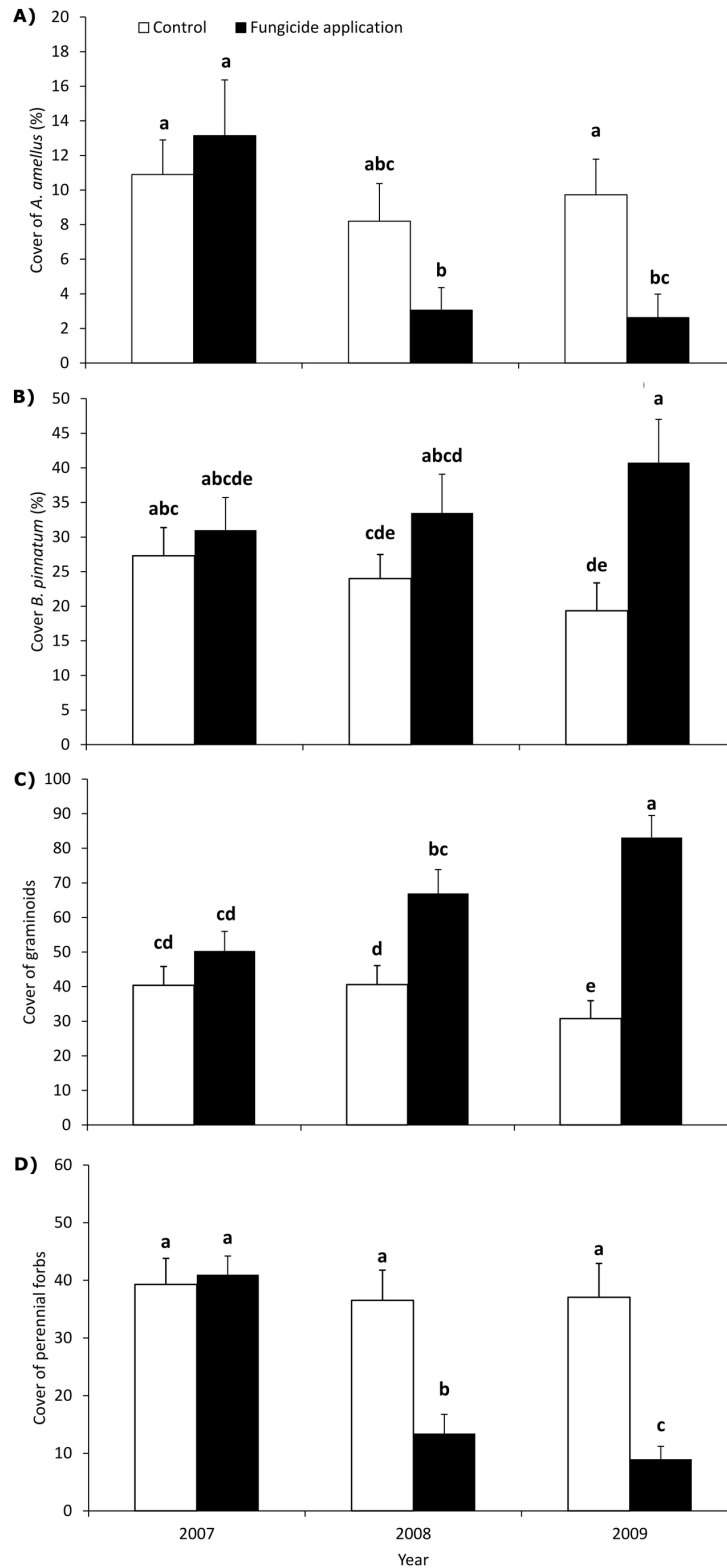 A)
Control Fungicide application
20
18
16
14
12
10
8
6
4
2
0
Cover of A. amellus (%)
a a abc b a bc
B)
50
45
40
35
30
25
20
15
10
5
0
Cover B. pinnatum (%)
abc abcde cde abcd de a
C)
100
90
80
70
60
50
40
30
20
10
0
Cover of graminoids
cd cd d bc e a
D)
60
50
40
30
20
10
0
Cover of perennial forbs
a a a b a c
2007 2008 2009
Year